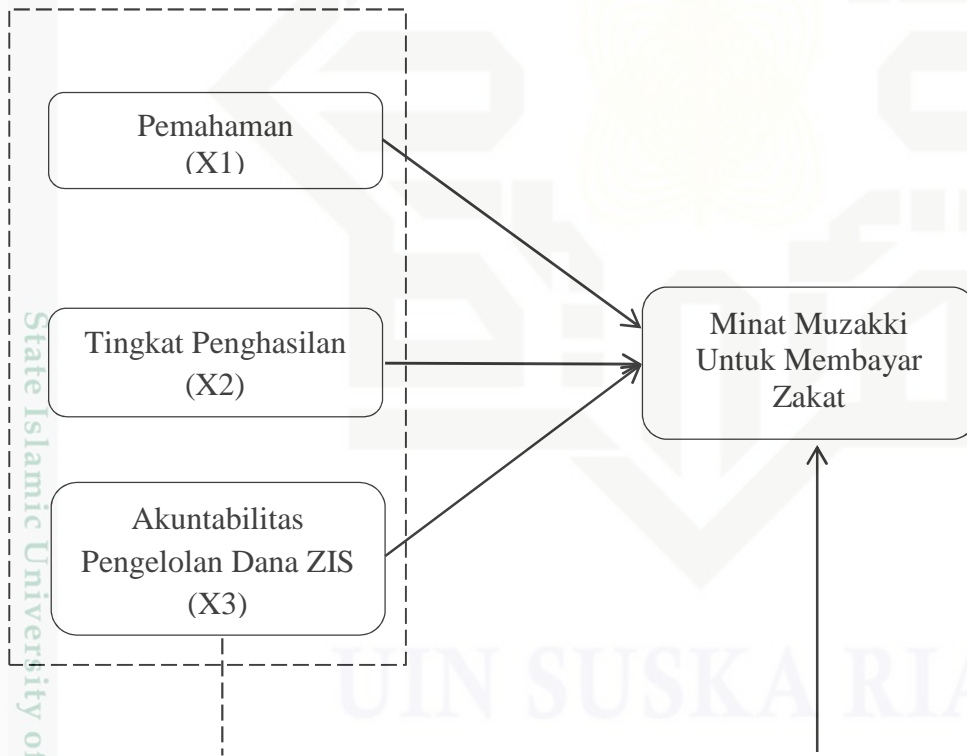 Pemahaman
(X1)
Tingkat Penghasilan
(X2)
Akuntabilitas
Pengelolan Dana ZIS
(X3)
Minat Muzakki
Untuk Membayar
Zakat
State Islamic University of
UIN SUSKA RIA